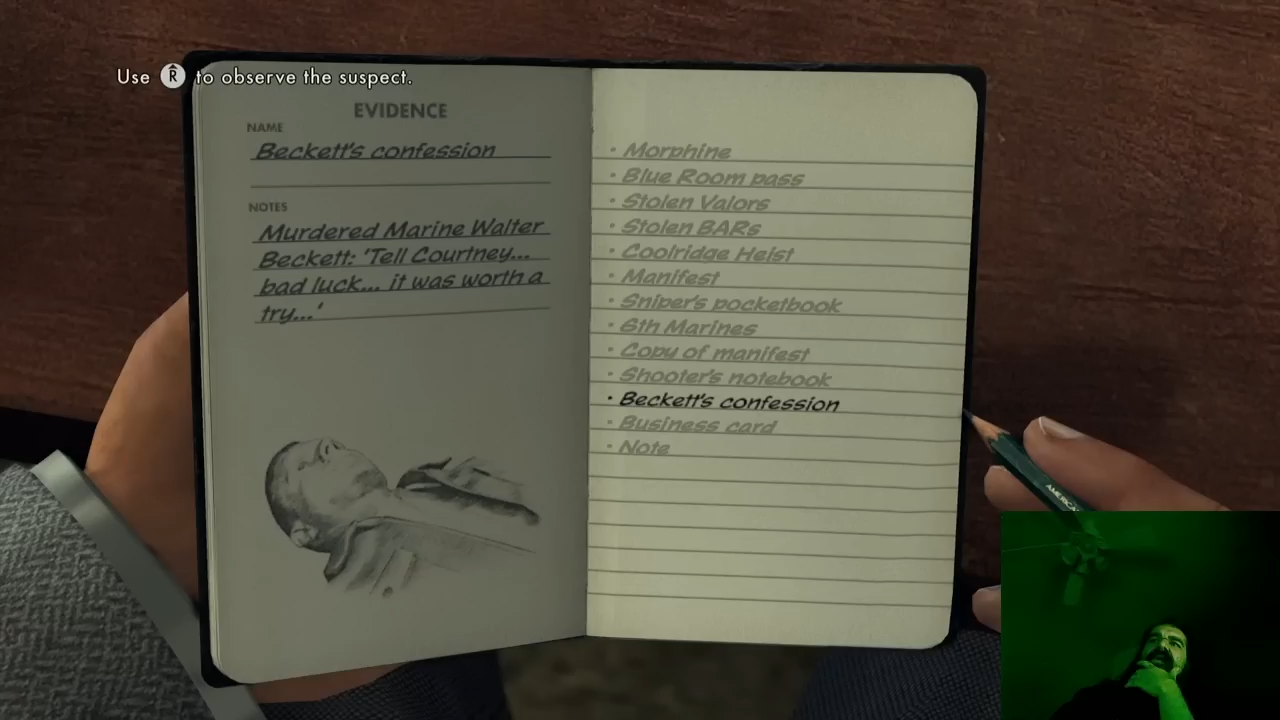 Use R to observe the suspect.
EVIDENCE
NAME
Beckett's confession
NOTES
Murdered Marine Walter
Beckett: 'Tell Courtney...
bad luck... it was worth a
try...'
• Morphine
• Blue Room pass
• Stolen Valors
• Stolen BARs
• Coolridge Heist
• Manifest
• Sniper's pocketbook
• 6th Marines
• Copy of manifest
• Shooter's notebook
• Beckett's confession
• Business card
• Note
AMERICA